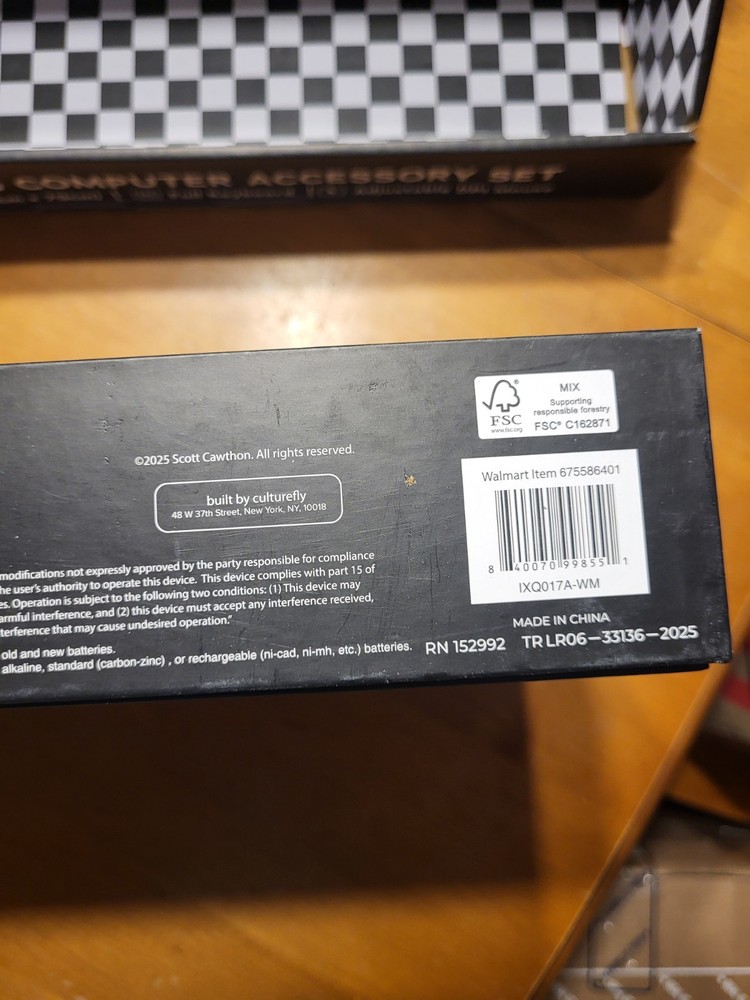 COMPUTER ACCESSORY SET
©2025 Scott Cawthon. All rights reserved.
built by culturefly
48 W 37th Street, New York, NY, 10018
modifications not expressly approved by the party responsible for compliance
user's authority to operate this device. This device complies with part 15 of
Operation is subject to the following two conditions: (1) This device may
interference, and (2) this device must accept any interference received,
that may cause undesired operation."
old and new batteries.
alkaline, standard (carbon-zinc) , or rechargeable (ni-cad, ni-mh, etc.) batteries.
FSC®
www.fsc.org
MIX
Supporting
responsible forestry
FSC® C162871
Walmart Item 675586401
8 40070 99855 1
IXQ017A-WM
MADE IN CHINA
RN 152992 TR LR06—33136—2025